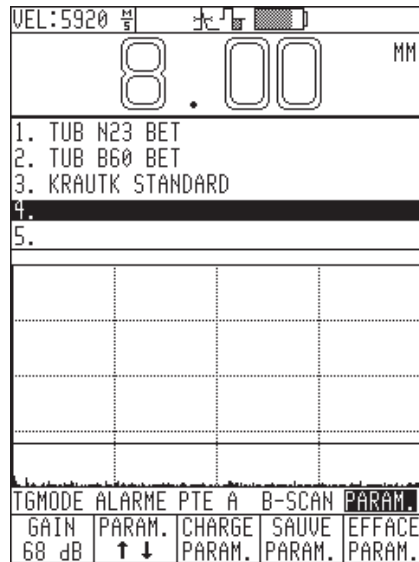 VEL:5920 M/S
8.00 MM
1. TUB N23 BET
2. TUB B60 BET
3. KRAUTK STANDARD
4.
5.
TGMODE ALARME PTE A B-SCAN PARAM.
GAIN PARAM. CHARGE SAUVE EFFACE
68 dB ↑ ↓ PARAM. PARAM. PARAM.